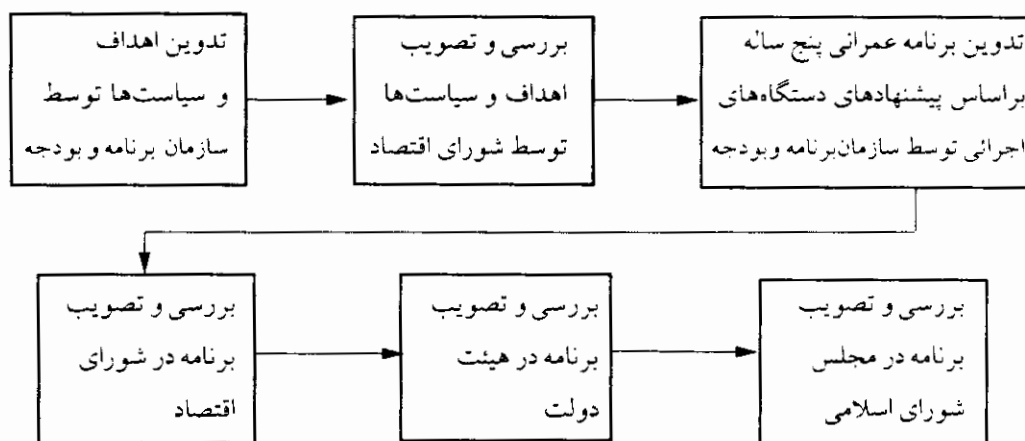 تدوین اهداف
و سیاست‌ها توسط
سازمان برنامه و بودجه
بررسی و تصویب
اهداف و سیاست‌ها
توسط شورای اقتصاد
تدوین برنامه عمرانی پنج ساله
براساس پیشنهادهای دستگاه‌های
اجرائی توسط سازمان‌برنامه وبودجه
بررسی و تصویب
برنامه در شورای
اقتصاد
بررسی و تصویب
برنامه در هیئت
دولت
بررسی و تصویب
برنامه در مجلس
شورای اسلامی